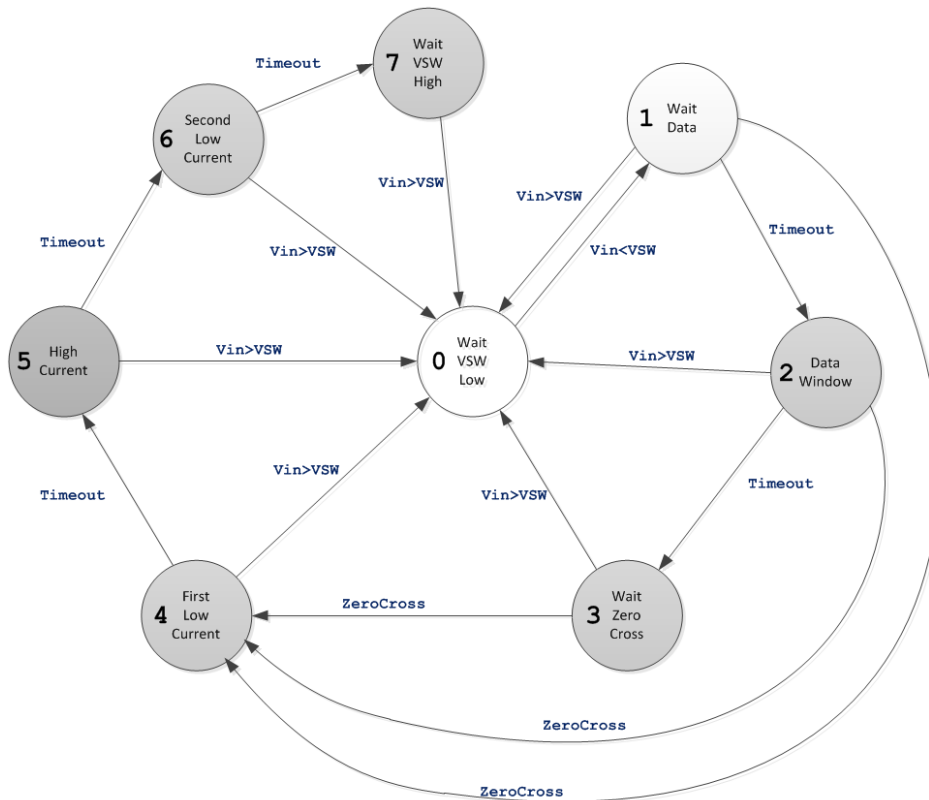 7 Wait
VSW
High
Timeout
6 Second
Low
Current
1 Wait
Data
Vin>VSW
Vin>VSW
Vin<VSW
Timeout
Timeout
Vin>VSW
5 High
Current
Vin>VSW
0 Wait
VSW
Low
Vin>VSW
2 Data
Window
Vin>VSW
Timeout
Vin>VSW
Timeout
4 First
Low
Current
ZeroCross
3 Wait
Zero
Cross
ZeroCross
ZeroCross